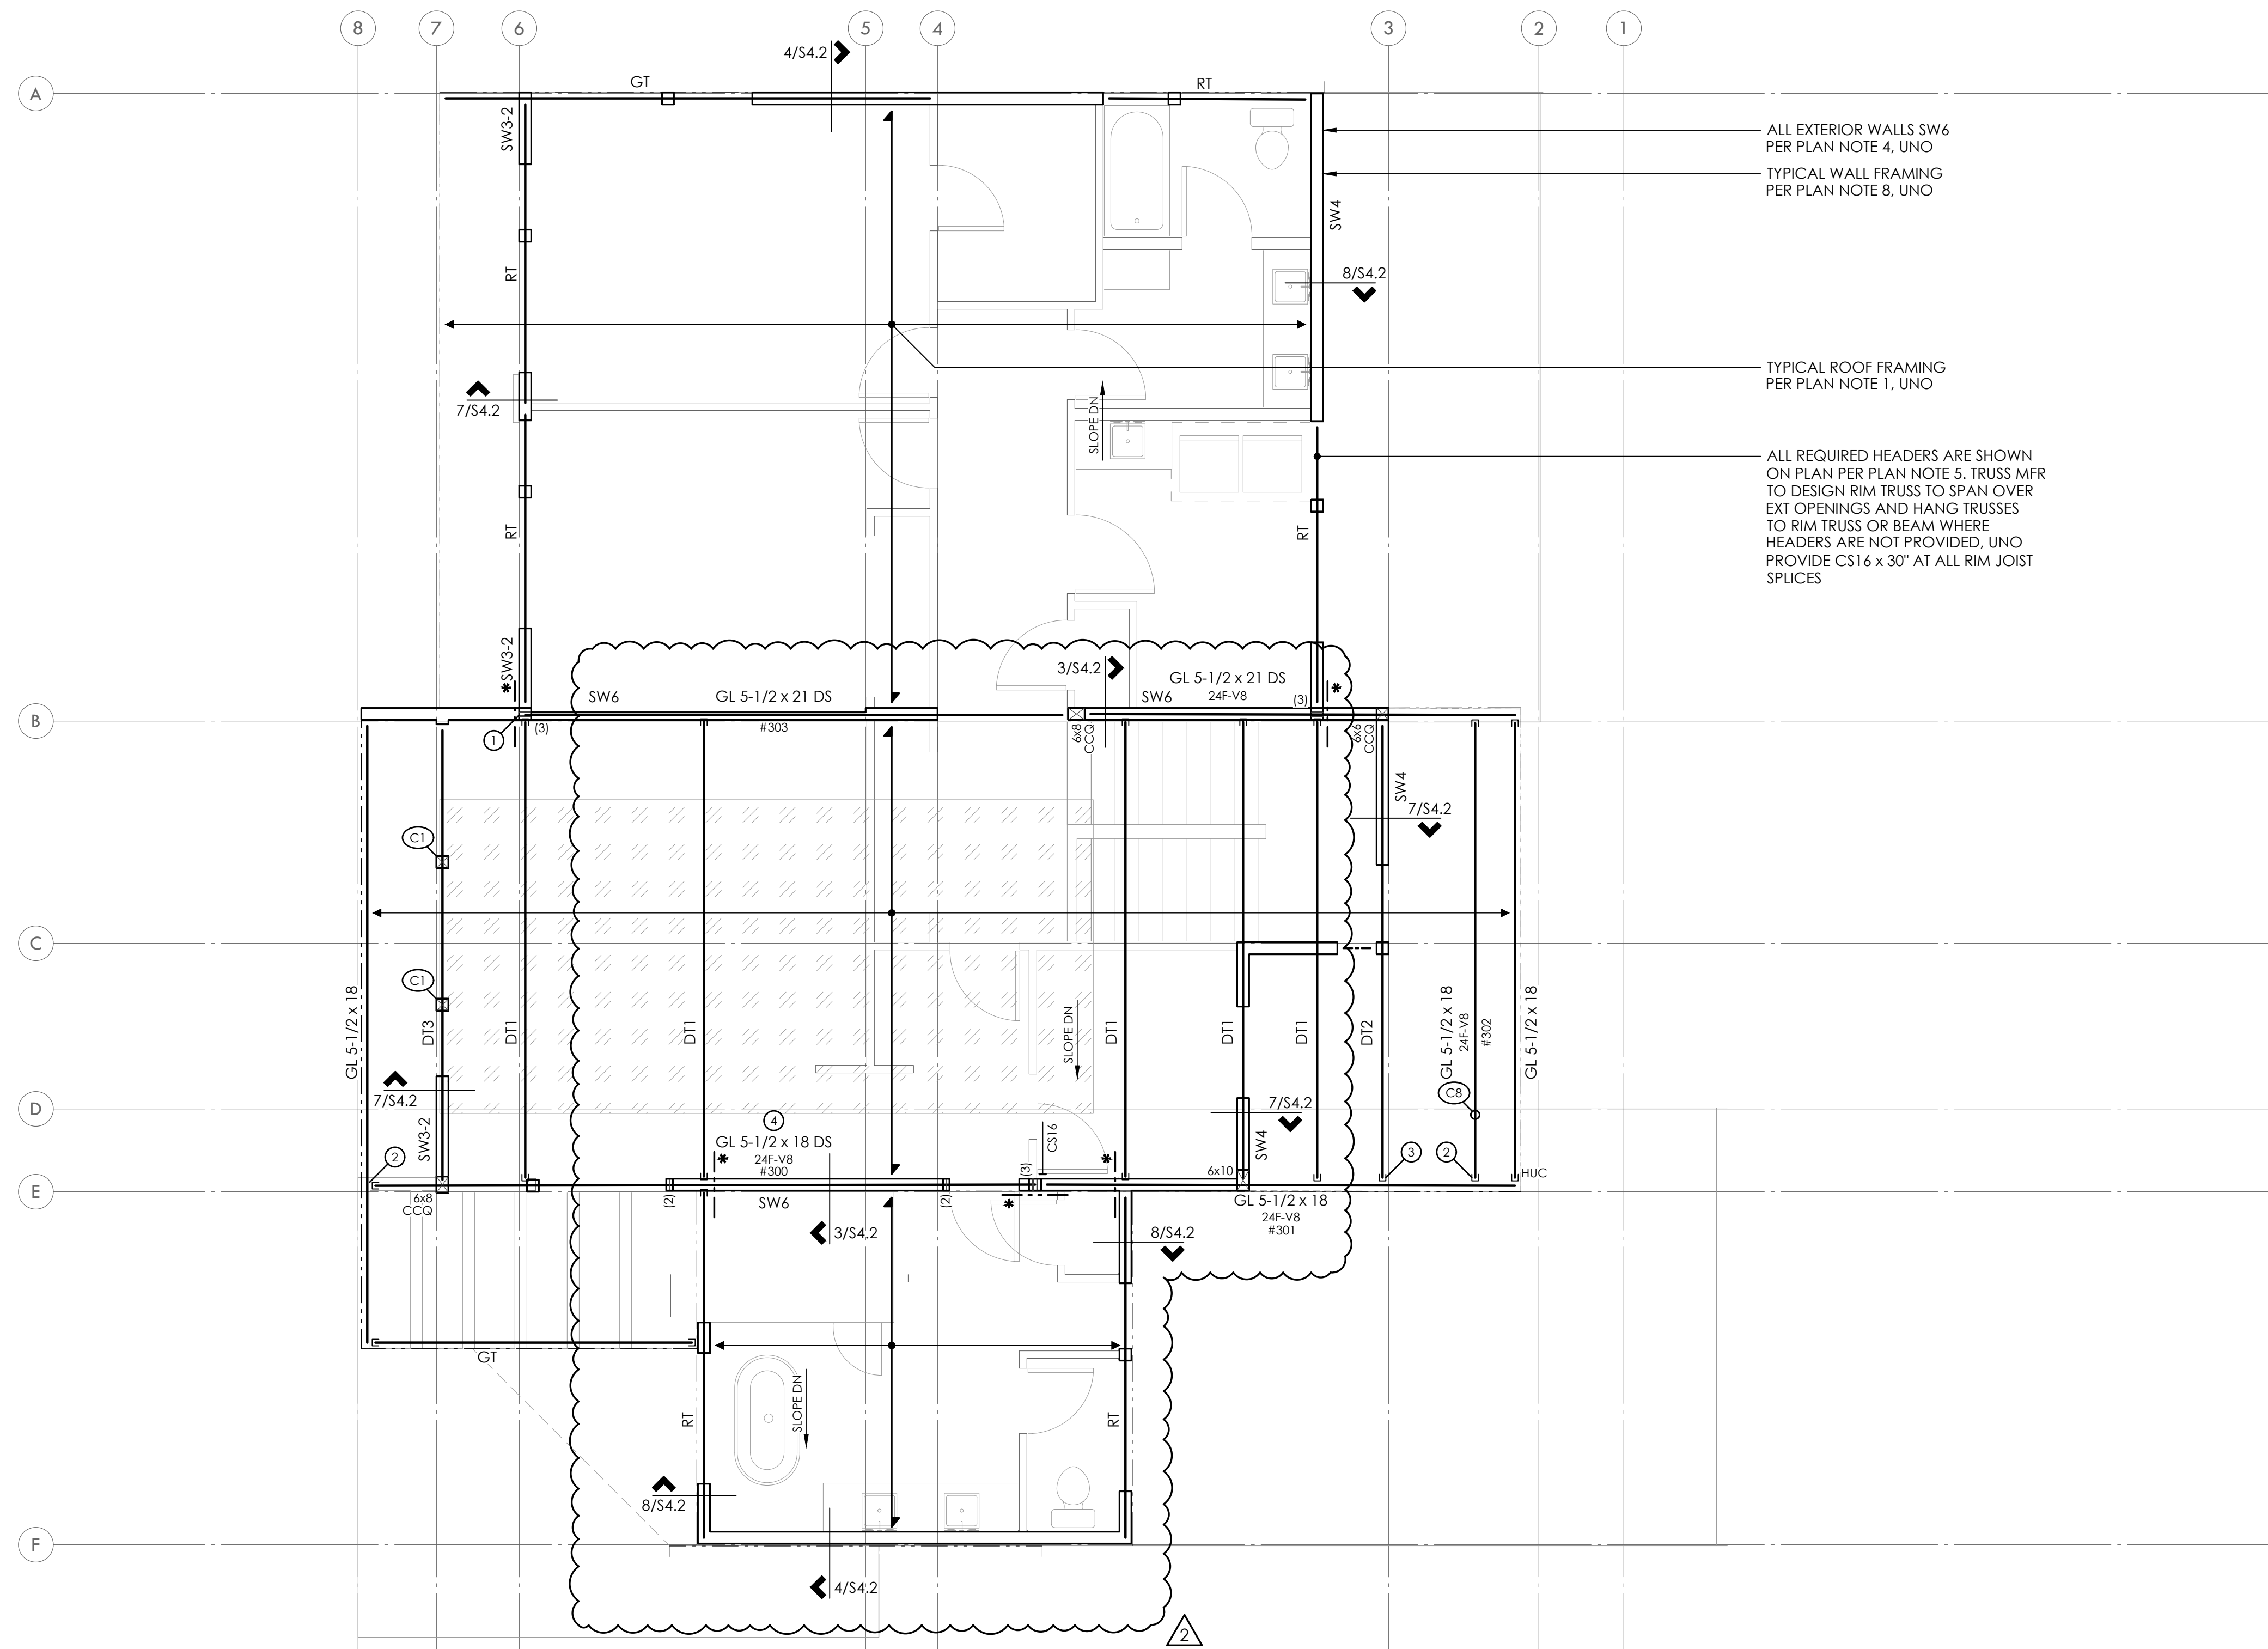 8
7
6
5
4
3
2
1
4/S4.2
A
GT
RT
SW3-2
ALL EXTERIOR WALLS SW6
PER PLAN NOTE 4, UNO
TYPICAL WALL FRAMING
PER PLAN NOTE 8, UNO
SW4
RT
8/S4.2
TYPICAL ROOF FRAMING
PER PLAN NOTE 1, UNO
7/S4.2
SLOPE DN
ALL REQUIRED HEADERS ARE SHOWN
ON PLAN PER PLAN NOTE 5. TRUSS MFR
TO DESIGN RIM TRUSS TO SPAN OVER
EXT OPENINGS AND HANG TRUSSES
TO RIM TRUSS OR BEAM WHERE
HEADERS ARE NOT PROVIDED, UNO
PROVIDE CS16 x 30" AT ALL RIM JOIST
SPLICES
RT
RT
SW3-2
*
3/S4.2
SW6
GL 5-1/2 x 21 DS
SW6
GL 5-1/2 x 21 DS
24F-V8
(3)
*
B
1
(3)
#303
6x8
CCQ
6x6
CCQ
SW4
7/S4.2
C1
C
C1
GL 5-1/2 x 18
DT3
DT1
DT1
SLOPE DN
DT1
DT1
DT1
DT2
GL 5-1/2 x 18
24F-V8
#302
GL 5-1/2 x 18
C8
7/S4.2
D
7/S4.2
SW3-2
4
GL 5-1/2 x 18 DS
24F-V8
#300
*
CS16
*
SW4
2
3
2
(3)
6x10
HUC
E
6x8
CCQ
(2)
SW6
(2)
*
GL 5-1/2 x 18
24F-V8
#301
3/S4.2
8/S4.2
GT
SLOPE DN
RT
RT
8/S4.2
F
4/S4.2
2